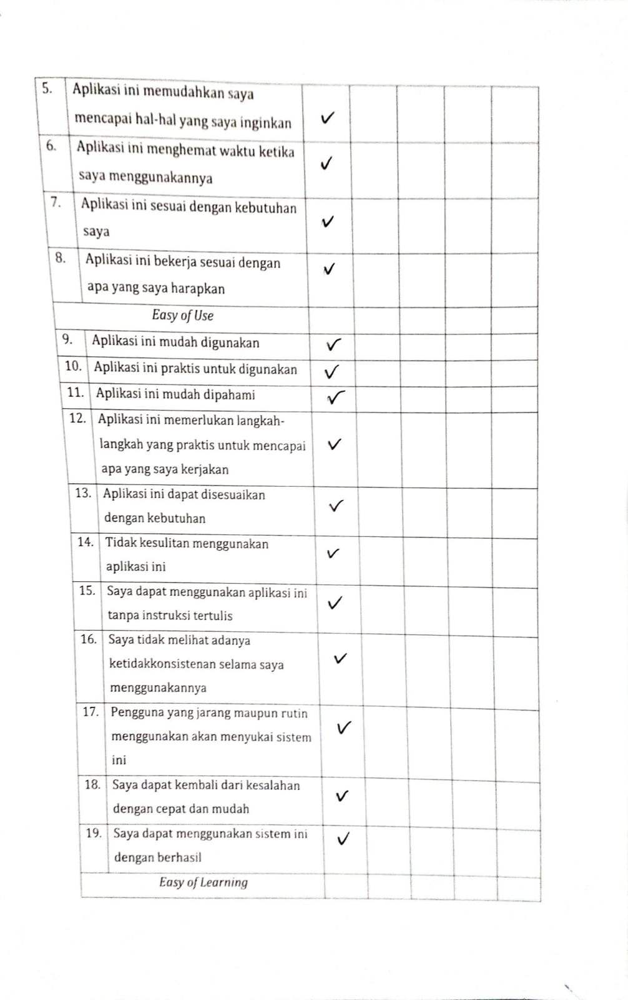 5. Aplikasi ini memudahkan saya
mencapai hal-hal yang saya inginkan ✓
6. Aplikasi ini menghemat waktu ketika
saya menggunakannya ✓
7. Aplikasi ini sesuai dengan kebutuhan
saya ✓
8. Aplikasi ini bekerja sesuai dengan
apa yang saya harapkan ✓
Easy of Use
9. Aplikasi ini mudah digunakan ✓
10. Aplikasi ini praktis untuk digunakan ✓
11. Aplikasi ini mudah dipahami ✓
12. Aplikasi ini memerlukan langkah-
langkah yang praktis untuk mencapai ✓
apa yang saya kerjakan
13. Aplikasi ini dapat disesuaikan
dengan kebutuhan ✓
14. Tidak kesulitan menggunakan
aplikasi ini ✓
15. Saya dapat menggunakan aplikasi ini
tanpa instruksi tertulis ✓
16. Saya tidak melihat adanya
ketidakkonsistenan selama saya ✓
menggunakannya
17. Pengguna yang jarang maupun rutin
menggunakan akan menyukai sistem ✓
ini
18. Saya dapat kembali dari kesalahan
dengan cepat dan mudah ✓
19. Saya dapat menggunakan sistem ini ✓
dengan berhasil
Easy of Learning